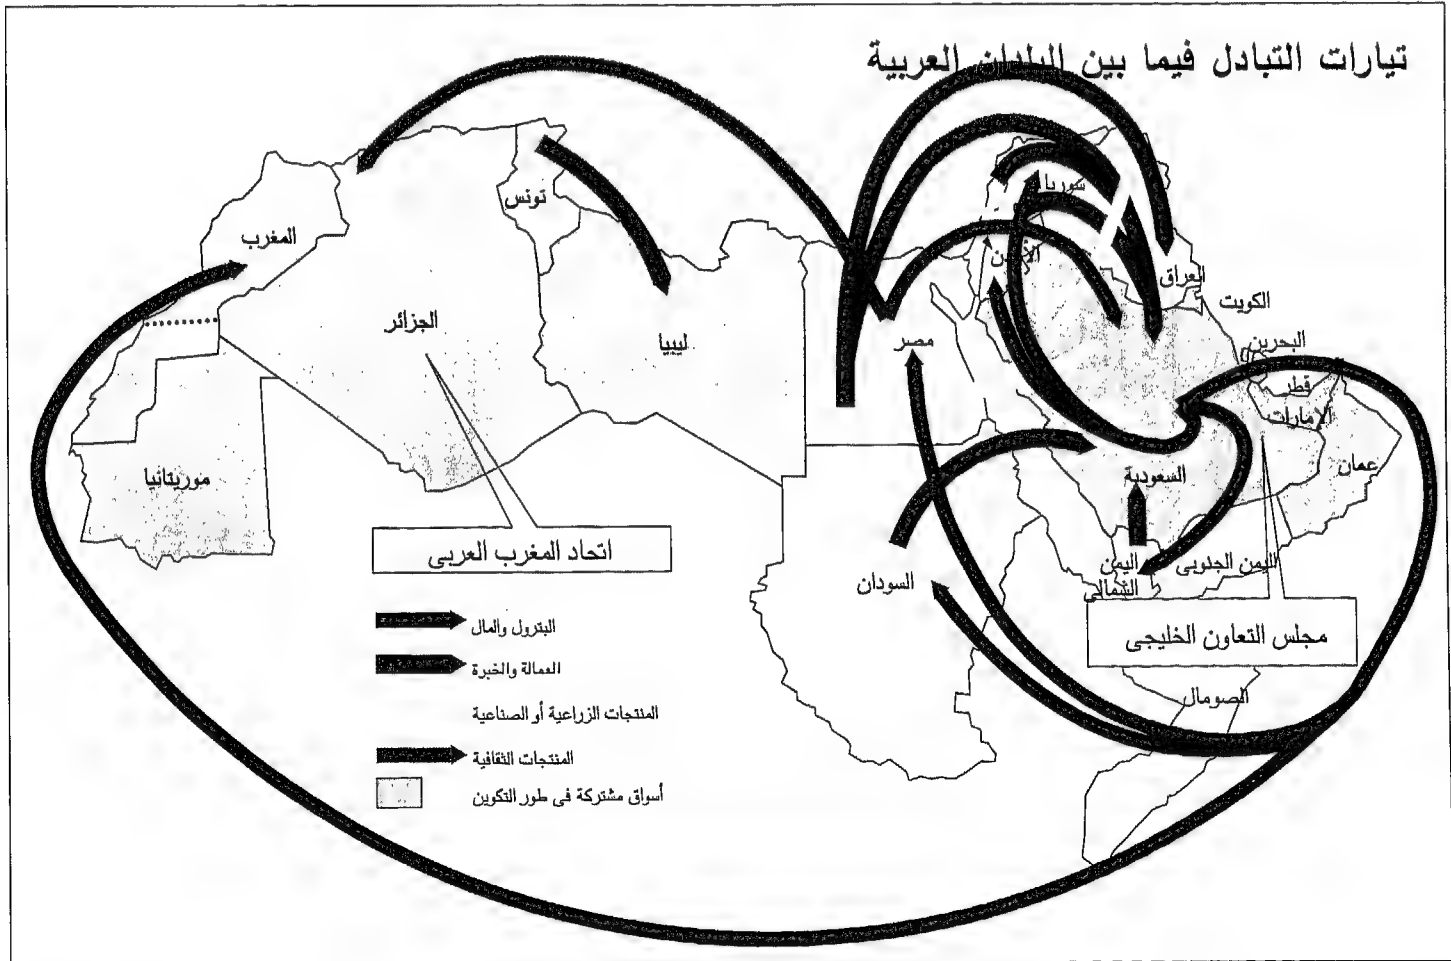 تيارات التبادل فيما بين البلدان العربية
تونس
المغرب
الجزائر
ليبيا
موريتانيا
سوريا
الأردن
العراق
الكويت
مصر
البحرين
قطر
الإمارات
عمان
السعودية
اليمن
الشمالى
اليمن الجنوبى
السودان
الصومال
اتحاد المغرب العربى
مجلس التعاون الخليجى
البترول والمال
العمالة والخبرة
المنتجات الزراعية أو الصناعية
المنتجات الثقافية
أسواق مشتركة فى طور التكوين